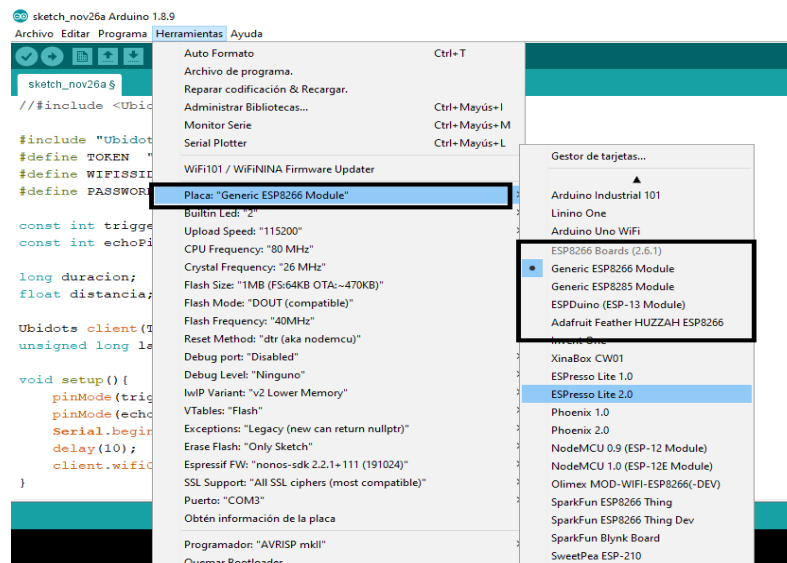 sketch_nov26a Arduino 1.8.9
Archivo Editar Programa Herramientas Ayuda
sketch_nov26a §
//#include <Ubid
#include "Ubidot
#define TOKEN "
#define WIFISSID
#define PASSWORD
const int trigge
const int echoPi
long duracion;
float distancia;
Ubidots client(T
unsigned long la
void setup(){
pinMode(trig
pinMode(echo
Serial.begin
delay(10);
client.wifiC
}
Auto Formato Ctrl+T
Archivo de programa.
Reparar codificación & Recargar.
Administrar Bibliotecas... Ctrl+Mayús+I
Monitor Serie Ctrl+Mayús+M
Serial Plotter Ctrl+Mayús+L
WiFi101 / WiFiNINA Firmware Updater
Placa: "Generic ESP8266 Module"
Builtin Led: "2"
Upload Speed: "115200"
CPU Frequency: "80 MHz"
Crystal Frequency: "26 MHz"
Flash Size: "1MB (FS:64KB OTA:~470KB)"
Flash Mode: "DOUT (compatible)"
Flash Frequency: "40MHz"
Reset Method: "dtr (aka nodemcu)"
Debug port: "Disabled"
Debug Level: "Ninguno"
lwIP Variant: "v2 Lower Memory"
VTables: "Flash"
Exceptions: "Legacy (new can return nullptr)"
Erase Flash: "Only Sketch"
Espressif FW: "nonos-sdk 2.2.1+111 (191024)"
SSL Support: "All SSL ciphers (most compatible)"
Puerto: "COM3"
Obtén información de la placa
Programador: "AVRISP mkII"
Quemar Bootloader
Gestor de tarjetas...
Arduino Industrial 101
Linino One
Arduino Uno WiFi
ESP8266 Boards (2.6.1)
Generic ESP8266 Module
Generic ESP8285 Module
ESPDuino (ESP-13 Module)
Adafruit Feather HUZZAH ESP8266
Invent One
XinaBox CW01
ESPresso Lite 1.0
ESPresso Lite 2.0
Phoenix 1.0
Phoenix 2.0
NodeMCU 0.9 (ESP-12 Module)
NodeMCU 1.0 (ESP-12E Module)
Olimex MOD-WIFI-ESP8266(-DEV)
SparkFun ESP8266 Thing
SparkFun ESP8266 Thing Dev
SparkFun Blynk Board
SweetPea ESP-210